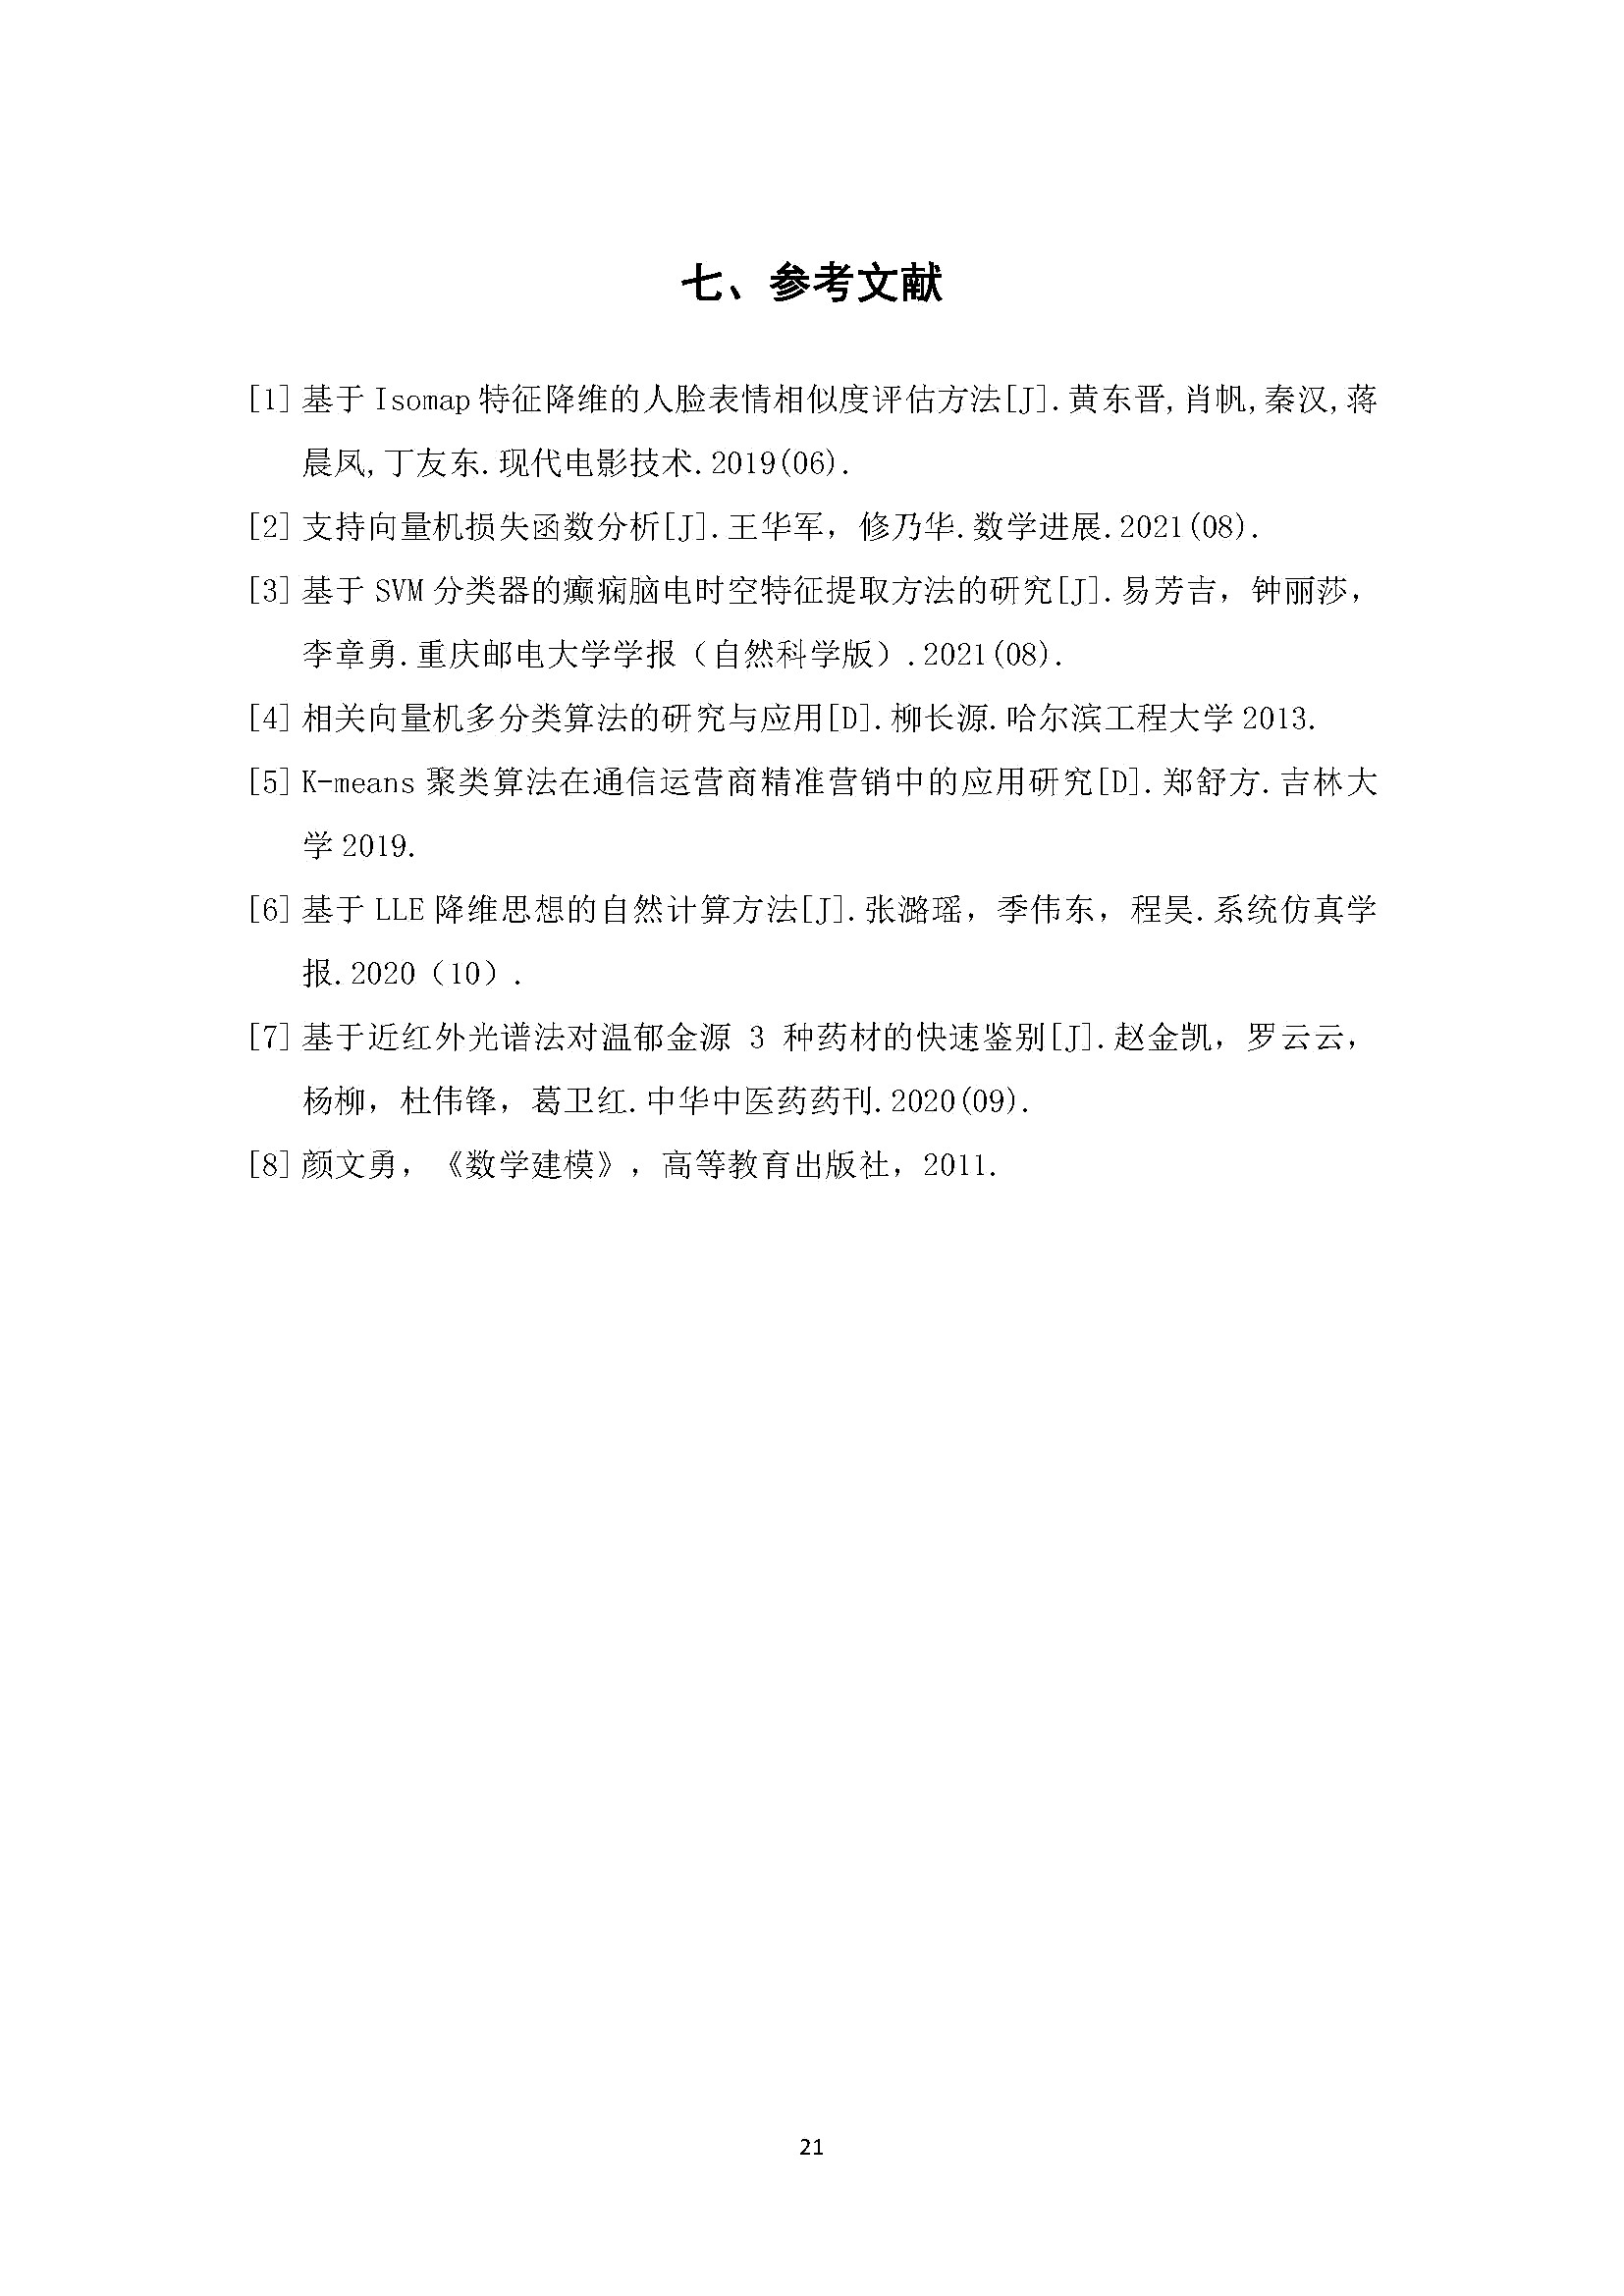 七、参考文献
[1] 基于 Isomap 特征降维的人脸表情相似度评估方法[J].黄东晋,肖帆,秦汉,蒋
晨凤,丁友东.现代电影技术.2019(06).
[2] 支持向量机损失函数分析[J].王华军，修乃华.数学进展.2021(08).
[3] 基于 SVM 分类器的癫痫脑电时空特征提取方法的研究[J].易芳吉，钟丽莎，
李章勇.重庆邮电大学学报（自然科学版）.2021(08).
[4] 相关向量机多分类算法的研究与应用[D].柳长源.哈尔滨工程大学 2013.
[5] K-means 聚类算法在通信运营商精准营销中的应用研究[D].郑舒方.吉林大
学 2019.
[6] 基于 LLE 降维思想的自然计算方法[J].张潞瑶，季伟东，程昊.系统仿真学
报.2020（10）.
[7] 基于近红外光谱法对温郁金源 3 种药材的快速鉴别[J].赵金凯，罗云云，
杨柳，杜伟锋，葛卫红.中华中医药药刊.2020(09).
[8] 颜文勇，《数学建模》，高等教育出版社，2011.
21